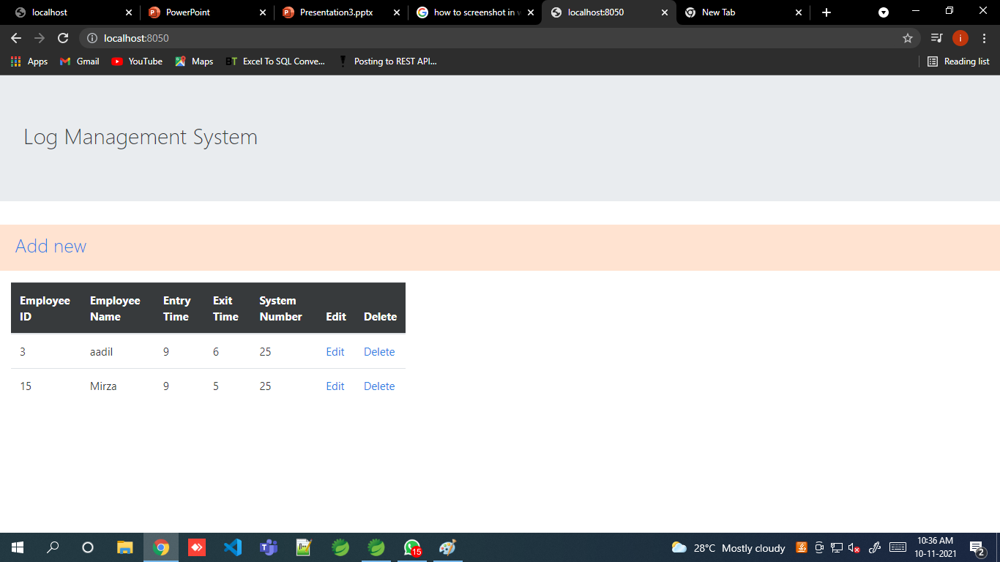 localhost
PowerPoint
Presentation3.pptx
how to screenshot in w
localhost:8050
New Tab
localhost:8050
i
Apps
Gmail
YouTube
Maps
BT
Excel To SQL Conve...
Posting to REST API...
Reading list
Log Management System
Add new
Employee ID Employee Name Entry Time Exit Time System Number Edit Delete
3 aadil 9 6 25 Edit Delete
15 Mirza 9 5 25 Edit Delete
15
28°C Mostly cloudy
10:36 AM
10-11-2021
2